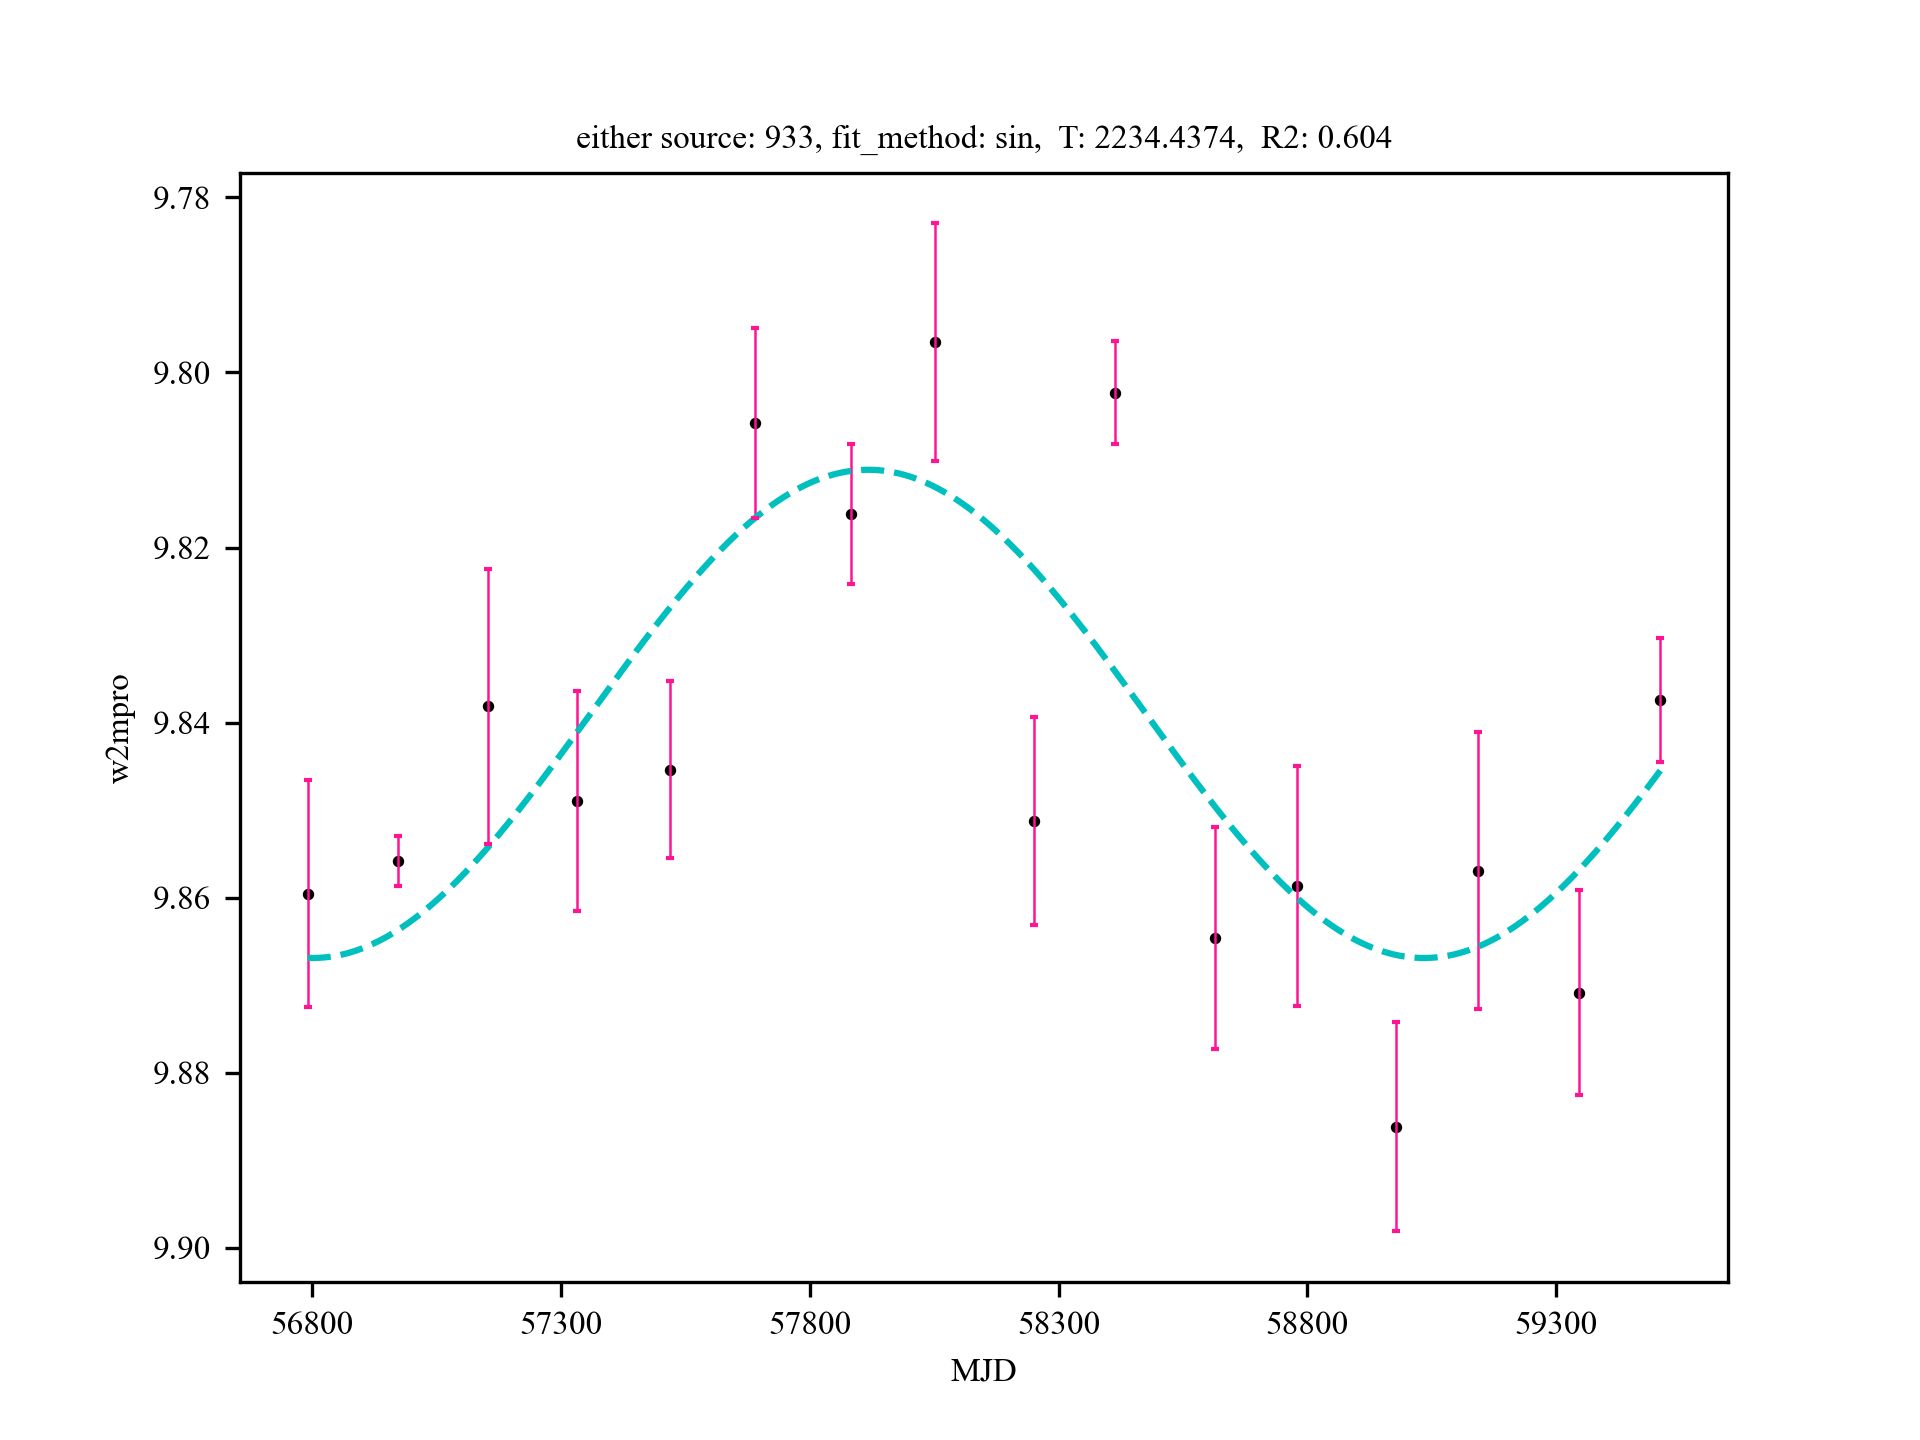 either source: 933, fit_method: sin,  T: 2234.4374,  R2: 0.604
9.78
9.80
9.82
9.84
9.86
9.88
9.90
w2mpro
56800 57300 57800 58300 58800 59300
MJD